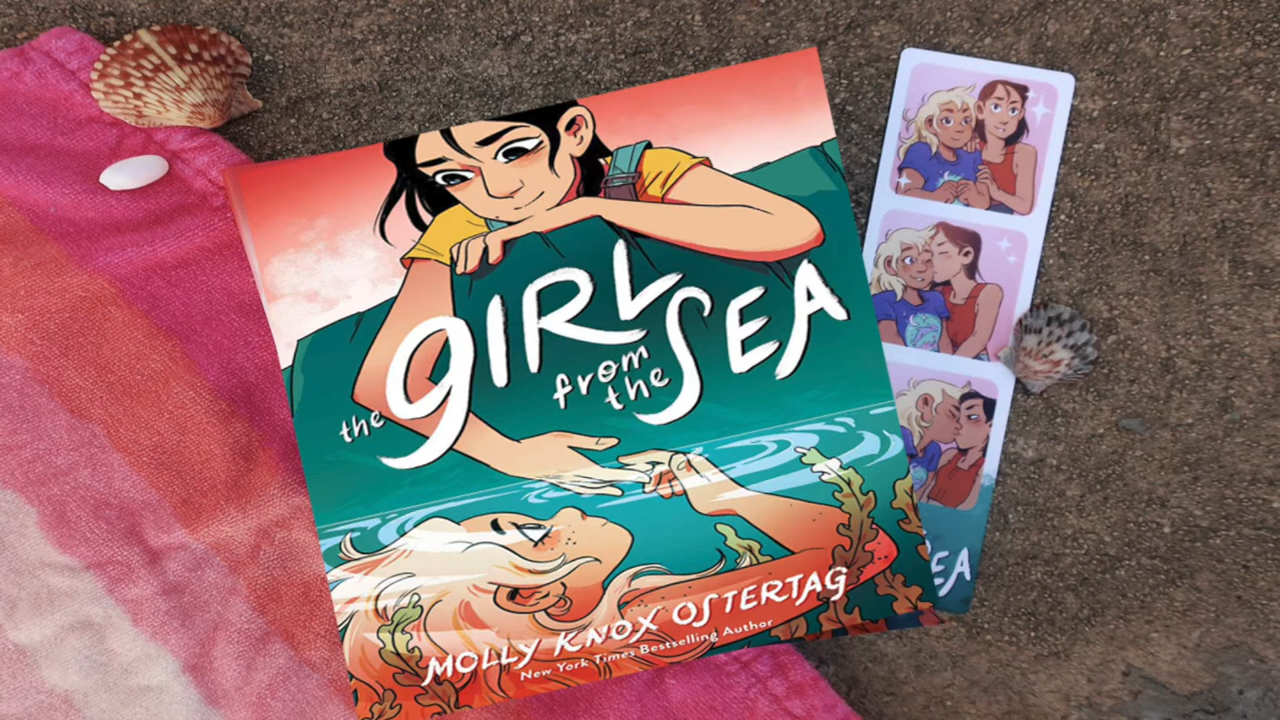 the gIRL
from
the SEA
MOLLY KNOX OSTERTAG
New York Times Bestselling Author
EA